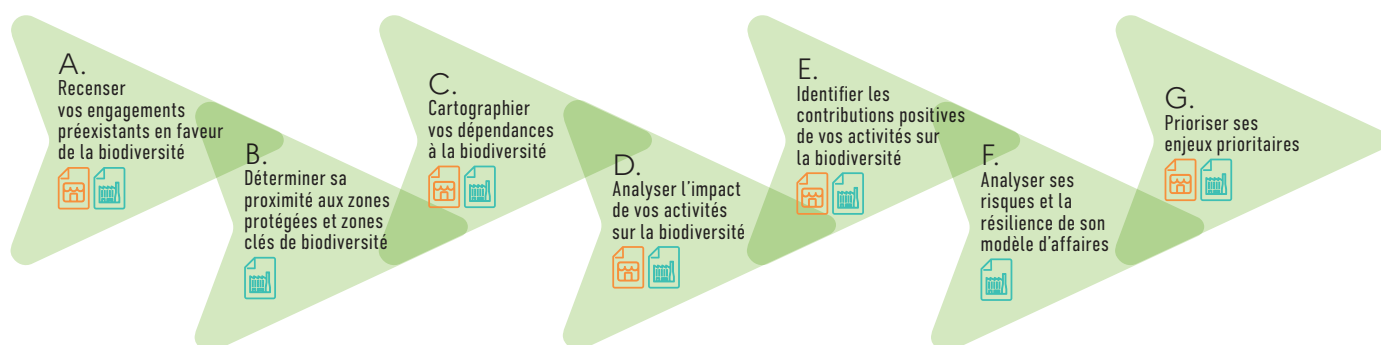 A.
Recenser
vos engagements
préexistants en faveur
de la biodiversité
B.
Déterminer sa
proximité aux zones
protégées et zones
clés de biodiversité
C.
Cartographier
vos dépendances
à la biodiversité
D.
Analyser l’impact
de vos activités
sur la biodiversité
E.
Identifier les
contributions positives
de vos activités sur
la biodiversité
F.
Analyser ses
risques et la
résilience de son
modèle d’affaires
G.
Prioriser ses
enjeux prioritaires